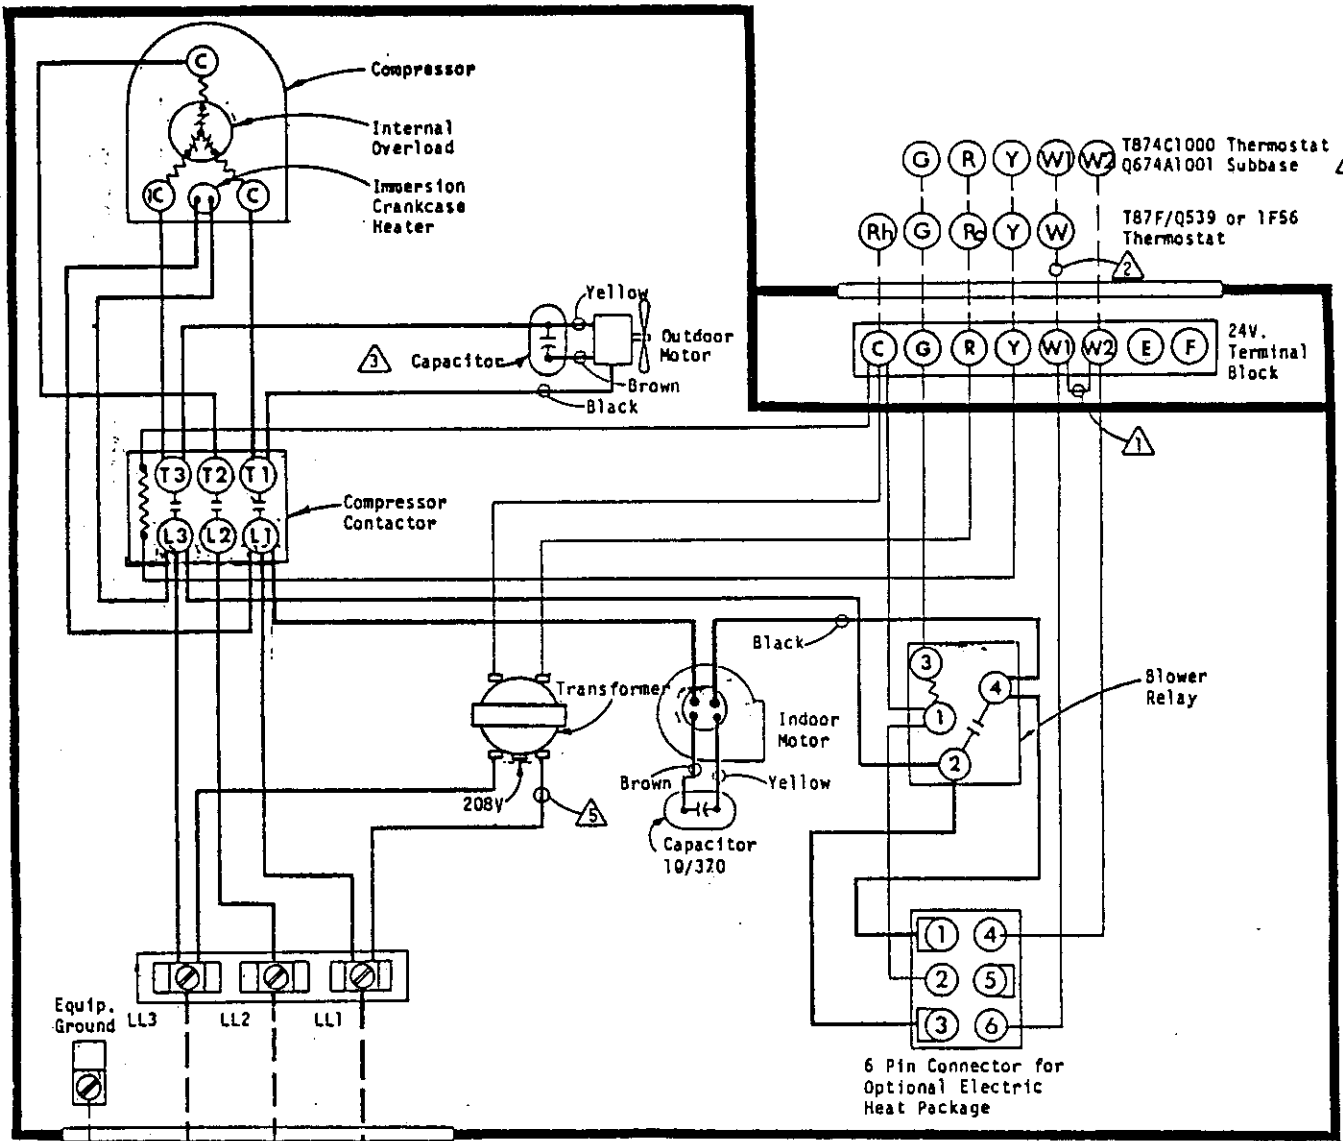 C
Compressor
Internal
Overload
C
C
Immersion
Crankcase
Heater
G R Y W1 W2
T874C1000 Thermostat
Q674A1001 Subbase
Rh G Rc Y W
T87F/Q539 or 1F56
Thermostat
2
Yellow
3
Capacitor
Outdoor
Motor
Brown
Black
C G R Y W1 W2 E F
24V.
Terminal
Block
1
T3 T2 T1
L3 L2 L1
Compressor
Contactor
Black
3
4
1
2
Blower
Relay
Transformer
Indoor
Motor
208V
5
Brown
Yellow
Capacitor
10/370
1 4
2 5
3 6
6 Pin Connector for
Optional Electric
Heat Package
Equip.
Ground
LL3 LL2 LL1